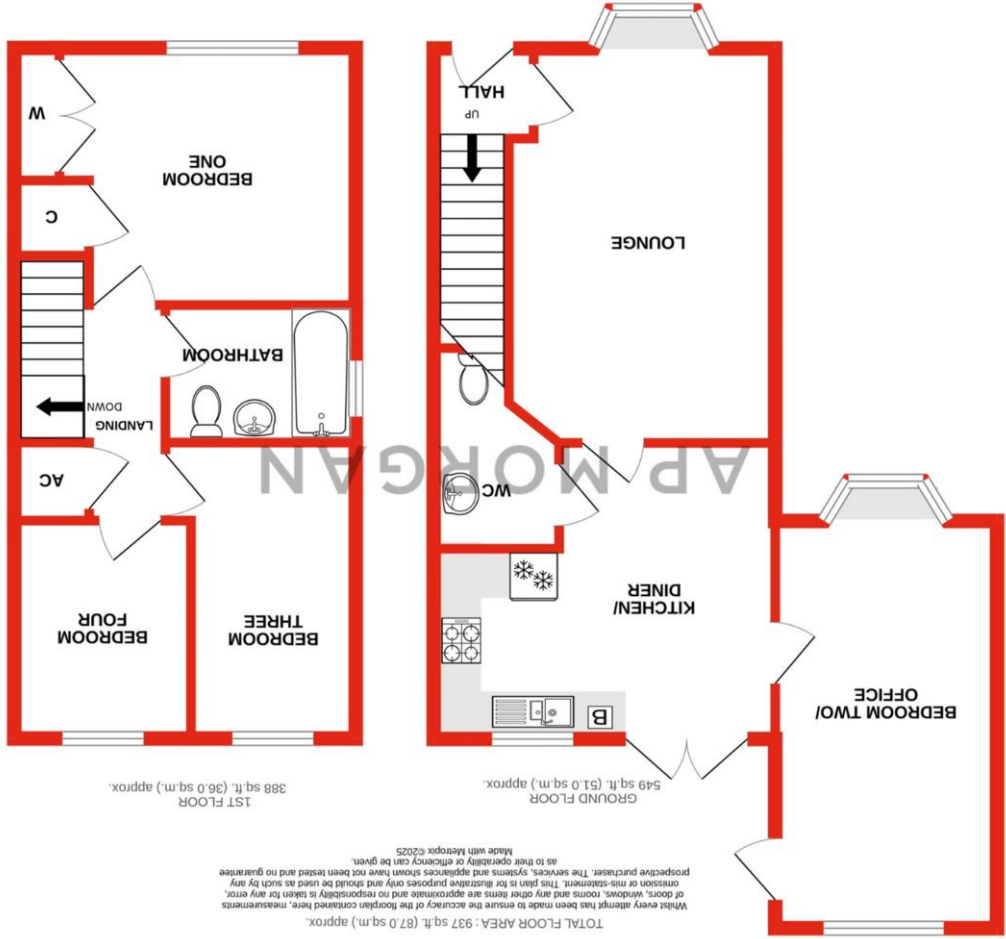 TOTAL FLOOR AREA : 937 sq.ft. (87.0 sq.m.) approx.
Whilst every attempt has been made to ensure the accuracy of the floorplan contained here, measurements
of doors, windows, rooms and any other items are approximate and no responsibility is taken for any error,
omission or mis-statement. This plan is for illustrative purposes only and should be used as such by any
prospective purchaser. The services, systems and appliances shown have not been tested and no guarantee
as to their operability or efficiency can be given.
Made with Metropix ©2025
GROUND FLOOR
549 sq.ft. (51.0 sq.m.) approx.
1ST FLOOR
388 sq.ft. (36.0 sq.m.) approx.
BEDROOM TWO/
OFFICE
B
KITCHEN/
DINER
WC
LOUNGE
UP
HALL
BEDROOM
THREE
BEDROOM
FOUR
AC
LANDING
DOWN
BATHROOM
C
BEDROOM
ONE
W
AP MORGAN